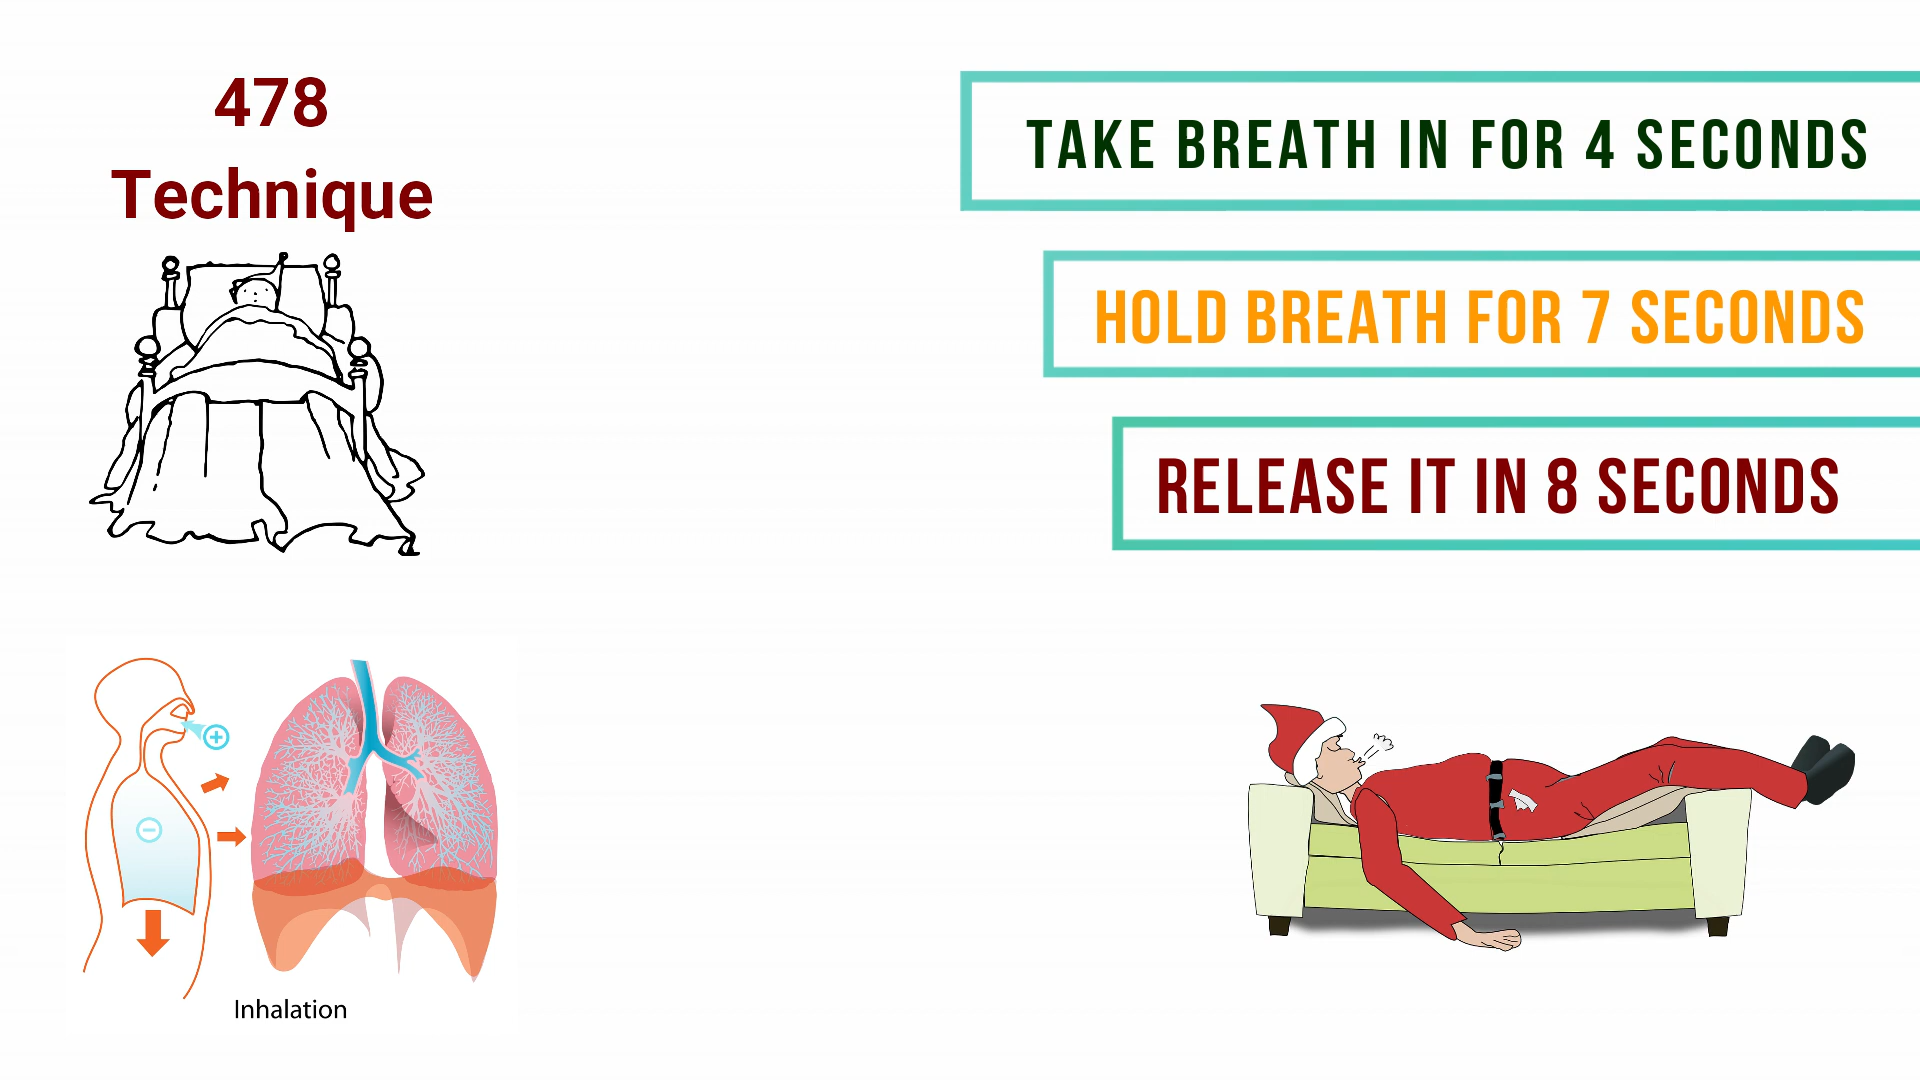 478
Technique
TAKE BREATH IN FOR 4 SECONDS
HOLD BREATH FOR 7 SECONDS
RELEASE IT IN 8 SECONDS
Inhalation